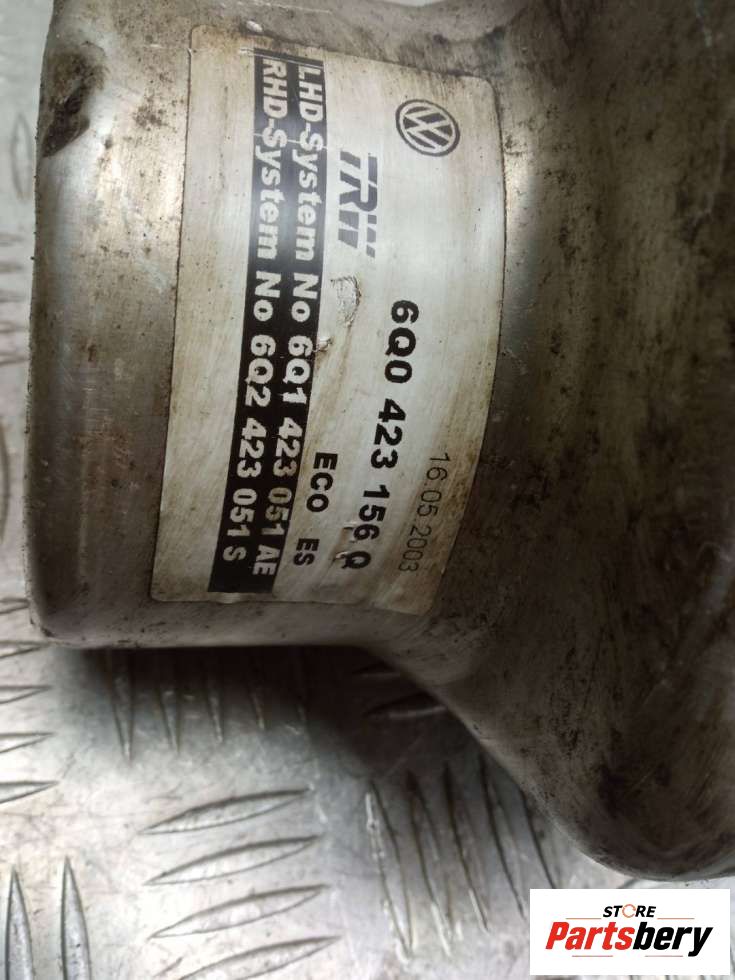 TRW
16.05.2003
6Q0 423 156 Q
ECO ES
LHD-System No 6Q1 423 051 AE
RHD-System No 6Q2 423 051 S
STORE
Partsbery